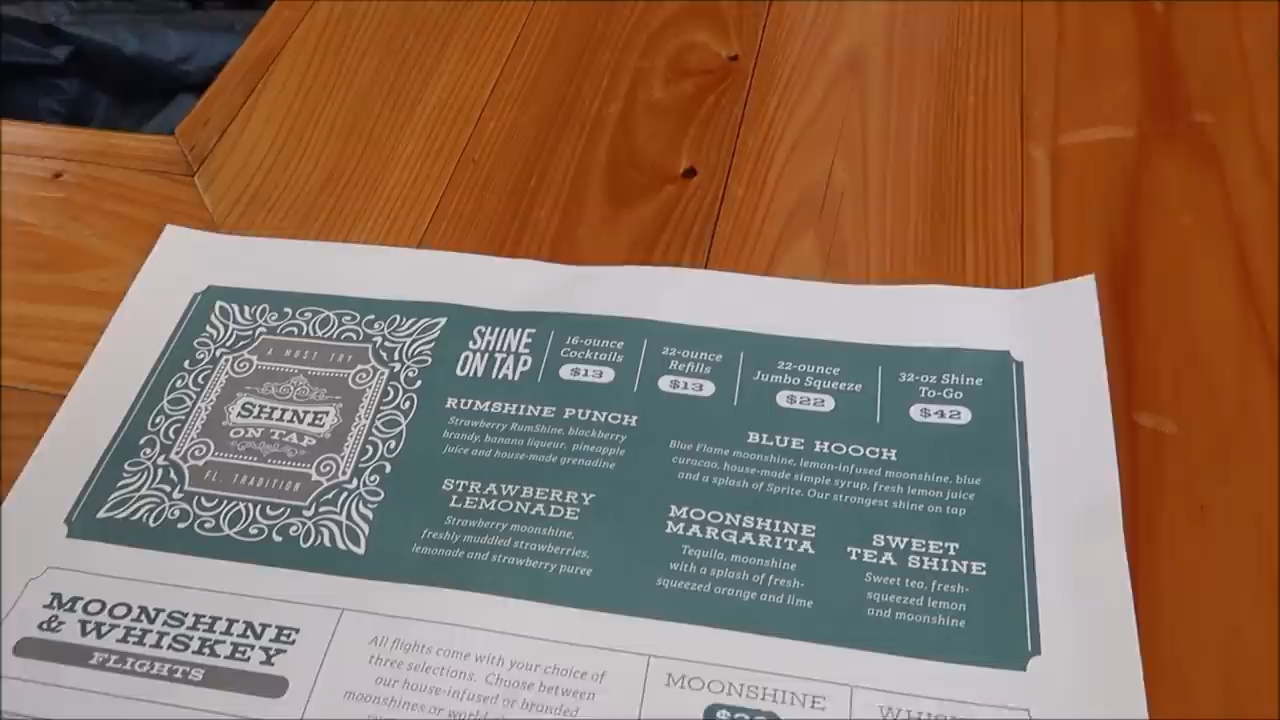 A MUST TRY
SHINE
ON TAP
FL. TRADITION
SHINE
ON TAP
16-ounce
Cocktails
$13
22-ounce
Refills
$13
22-ounce
Jumbo Squeeze
$22
32-oz Shine
To-Go
$42
RUMSHINE PUNCH
Strawberry RumShine, blackberry
brandy, banana liqueur, pineapple
juice and house-made grenadine
BLUE HOOCH
Blue Flame moonshine, lemon-infused moonshine, blue
curacao, house-made simple syrup, fresh lemon juice
and a splash of Sprite. Our strongest shine on tap
STRAWBERRY
LEMONADE
Strawberry moonshine,
freshly muddled strawberries,
lemonade and strawberry puree
MOONSHINE
MARGARITA
Tequila, moonshine
with a splash of fresh-
squeezed orange and lime
SWEET
TEA SHINE
Sweet tea, fresh-
squeezed lemon
and moonshine
MOONSHINE
& WHISKEY
FLIGHTS
All flights come with your choice of
three selections. Choose between
our house-infused or branded
moonshines or
MOONSHINE